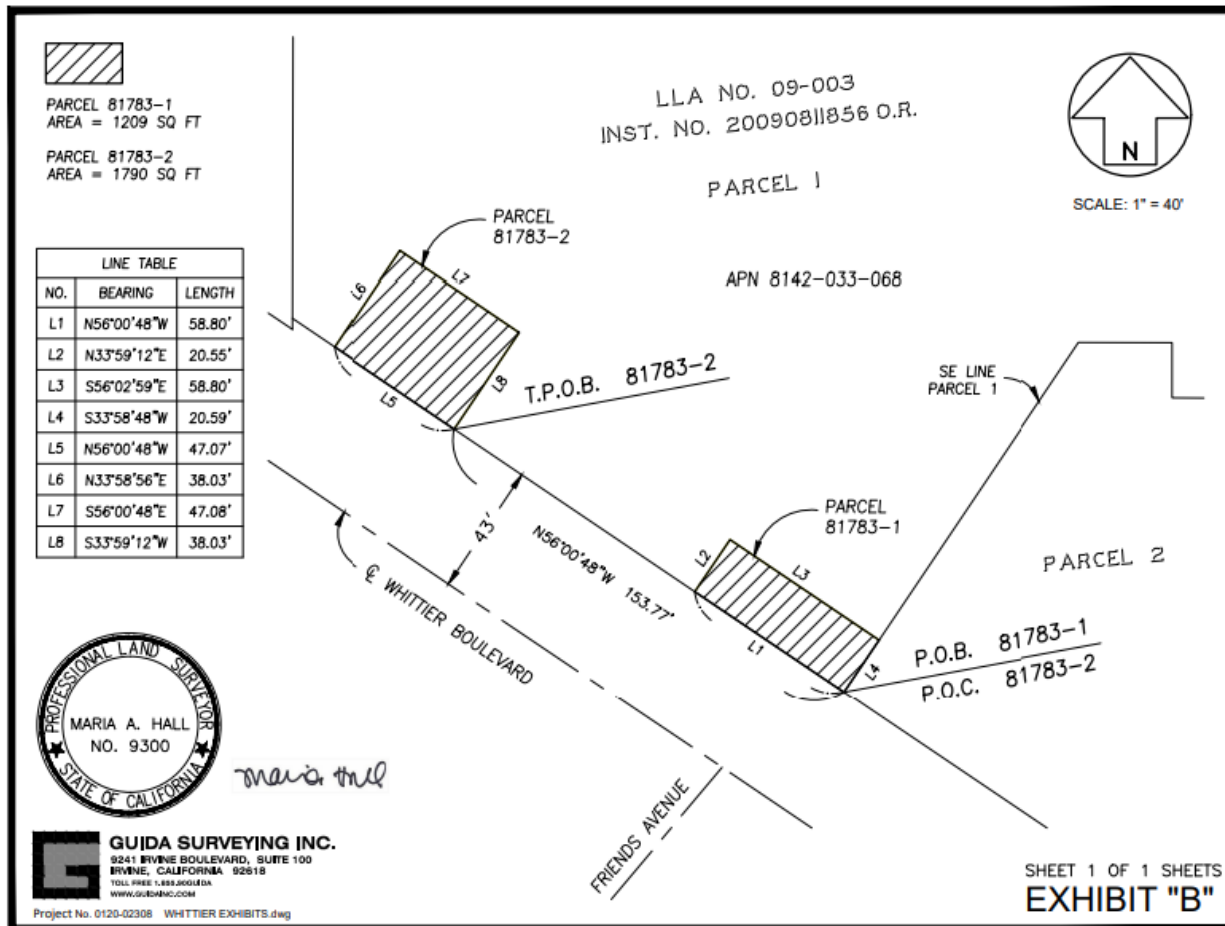 PARCEL 81783-1
AREA = 1209 SQ FT
PARCEL 81783-2
AREA = 1790 SQ FT
LLA NO. 09-003
INST. NO. 20090811856 O.R.
PARCEL 1
APN 8142-033-068
N
SCALE: 1" = 40'
LINE TABLE
NO. BEARING LENGTH
L1 N56°00'48"W 58.80'
L2 N33°59'12"E 20.55'
L3 S56°02'59"E 58.80'
L4 S33°58'48"W 20.59'
L5 N56°00'48"W 47.07'
L6 N33°58'56"E 38.03'
L7 S56°00'48"E 47.08'
L8 S33°59'12"W 38.03'
PARCEL
81783-2
L6
L7
L8
L5
T.P.O.B. 81783-2
SE LINE
PARCEL 1
43'
N56°00'48"W 153.77'
℄ WHITTIER BOULEVARD
PARCEL
81783-1
L2
L3
L1
L4
PARCEL 2
P.O.B. 81783-1
P.O.C. 81783-2
FRIENDS AVENUE
PROFESSIONAL LAND SURVEYOR
MARIA A. HALL
NO. 9300
STATE OF CALIFORNIA
Maria Hall
GUIDA SURVEYING INC.
9241 IRVINE BOULEVARD, SUITE 100
IRVINE, CALIFORNIA 92618
TOLL FREE 1.855.90GUIDA
WWW.GUIDAINC.COM
Project No. 0120-02308 WHITTIER EXHIBITS.dwg
SHEET 1 OF 1 SHEETS
EXHIBIT "B"